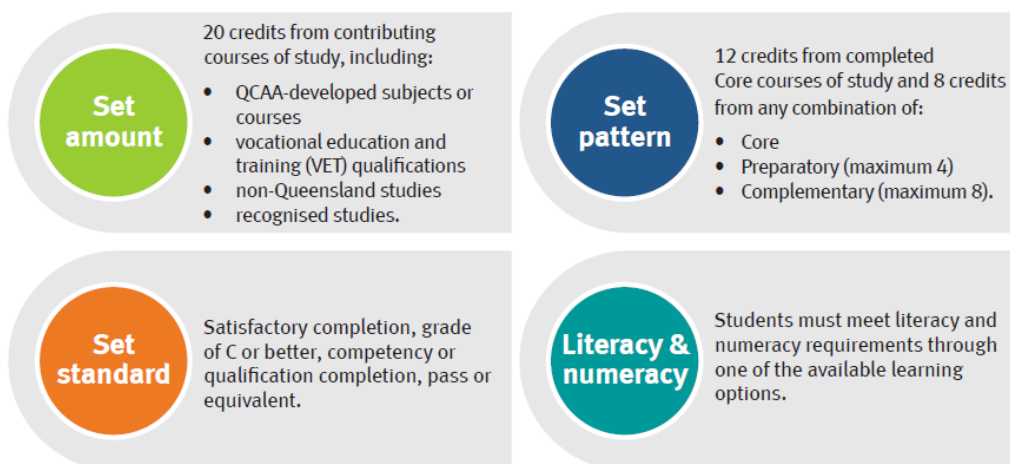 Set
amount
20 credits from contributing
courses of study, including:
• QCAA-developed subjects or
courses
• vocational education and
training (VET) qualifications
• non-Queensland studies
• recognised studies.
Set
pattern
12 credits from completed
Core courses of study and 8 credits
from any combination of:
• Core
• Preparatory (maximum 4)
• Complementary (maximum 8).
Set
standard
Satisfactory completion, grade
of C or better, competency or
qualification completion, pass or
equivalent.
Literacy &
numeracy
Students must meet literacy and
numeracy requirements through
one of the available learning
options.